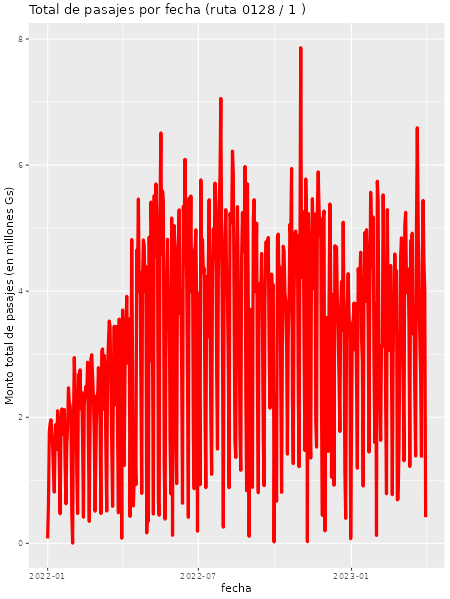 Total de pasajes por fecha (ruta 0128 / 1 )
Monto total de pasajes (en millones Gs)
8
6
4
2
0
2022-01
2022-07
2023-01
fecha